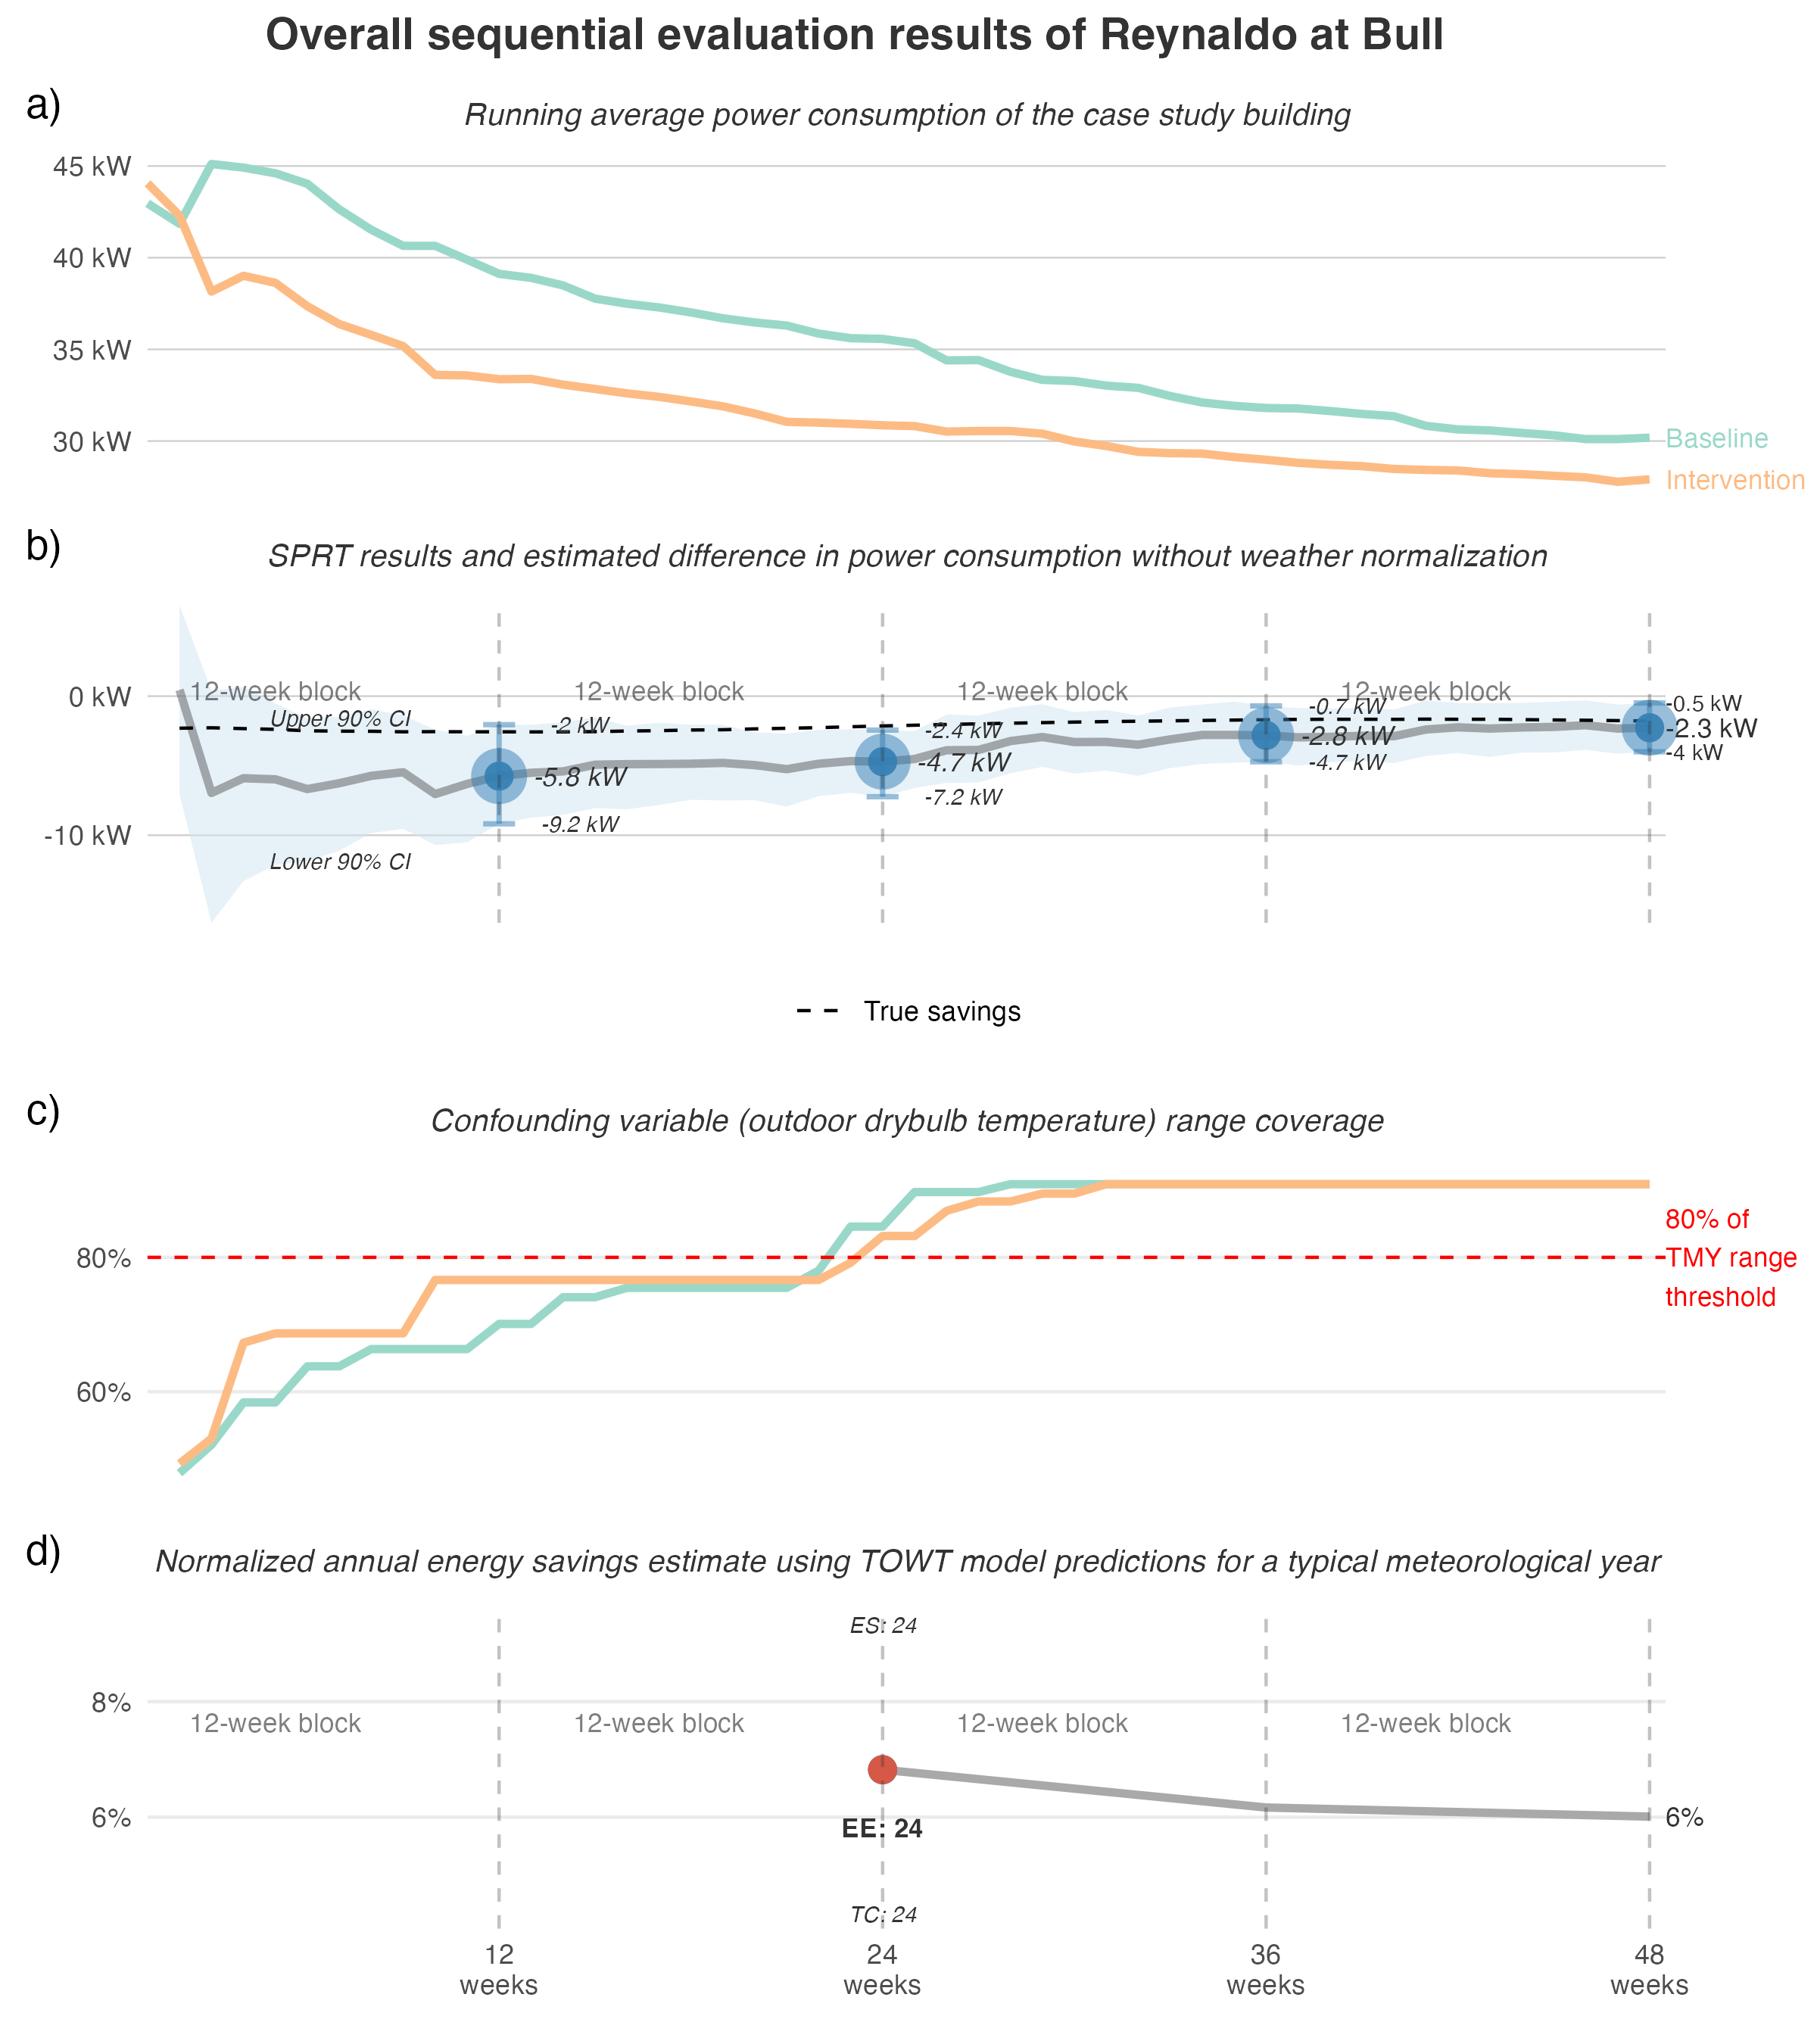 Overall sequential evaluation results of Reynaldo at Bull
a)
Running average power consumption of the case study building
45 kW
40 kW
35 kW
30 kW
Baseline
Intervention
b)
SPRT results and estimated difference in power consumption without weather normalization
12-week block
12-week block
12-week block
12-week block
0 kW
-10 kW
Upper 90% CI
Lower 90% CI
-2 kW
-5.8 kW
-9.2 kW
-2.4 kW
-4.7 kW
-7.2 kW
-0.7 kW
-2.8 kW
-4.7 kW
-0.5 kW
-2.3 kW
-4 kW
True savings
c)
Confounding variable (outdoor drybulb temperature) range coverage
80%
60%
80% of
TMY range
threshold
d)
Normalized annual energy savings estimate using TOWT model predictions for a typical meteorological year
ES: 24
8%
12-week block
12-week block
12-week block
12-week block
6%
EE: 24
6%
TC: 24
12
weeks
24
weeks
36
weeks
48
weeks